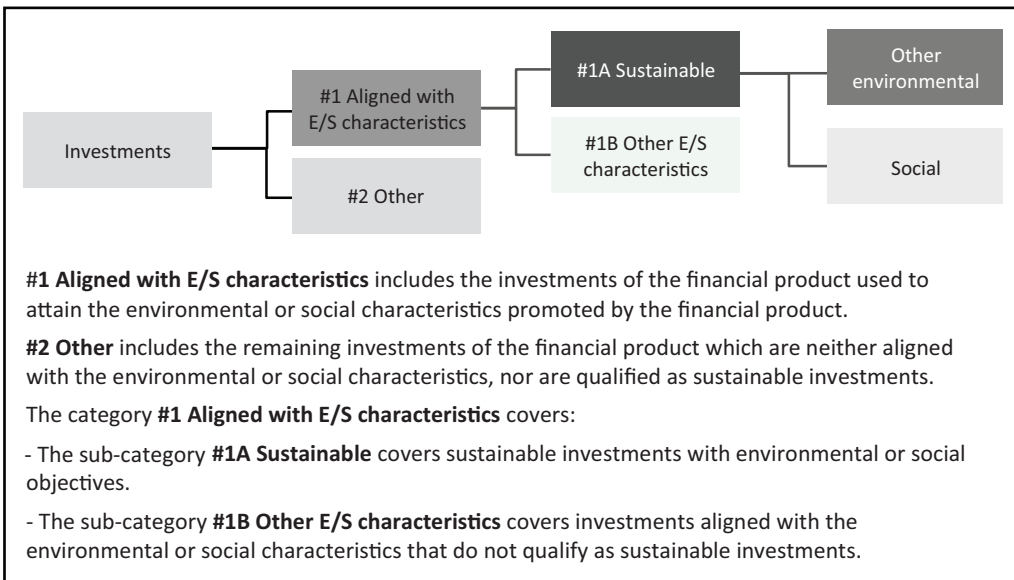 Investments
#1 Aligned with
E/S characteristics
#2 Other
#1A Sustainable
#1B Other E/S
characteristics
Other
environmental
Social
#1 Aligned with E/S characteristics includes the investments of the financial product used to
attain the environmental or social characteristics promoted by the financial product.
#2 Other includes the remaining investments of the financial product which are neither aligned
with the environmental or social characteristics, nor are qualified as sustainable investments.
The category #1 Aligned with E/S characteristics covers:
- The sub-category #1A Sustainable covers sustainable investments with environmental or social
objectives.
- The sub-category #1B Other E/S characteristics covers investments aligned with the
environmental or social characteristics that do not qualify as sustainable investments.